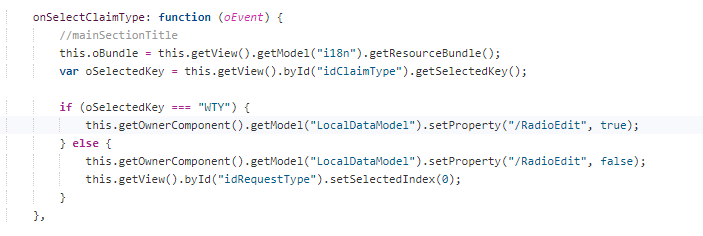 onSelectClaimType: function (oEvent) {
//mainSectionTitle
this.oBundle = this.getView().getModel("i18n").getResourceBundle();
var oSelectedKey = this.getView().byId("idClaimType").getSelectedKey();
if (oSelectedKey === "WTY") {
this.getOwnerComponent().getModel("LocalDataModel").setProperty("/RadioEdit", true);
} else {
this.getOwnerComponent().getModel("LocalDataModel").setProperty("/RadioEdit", false);
this.getView().byId("idRequestType").setSelectedIndex(0);
}
},